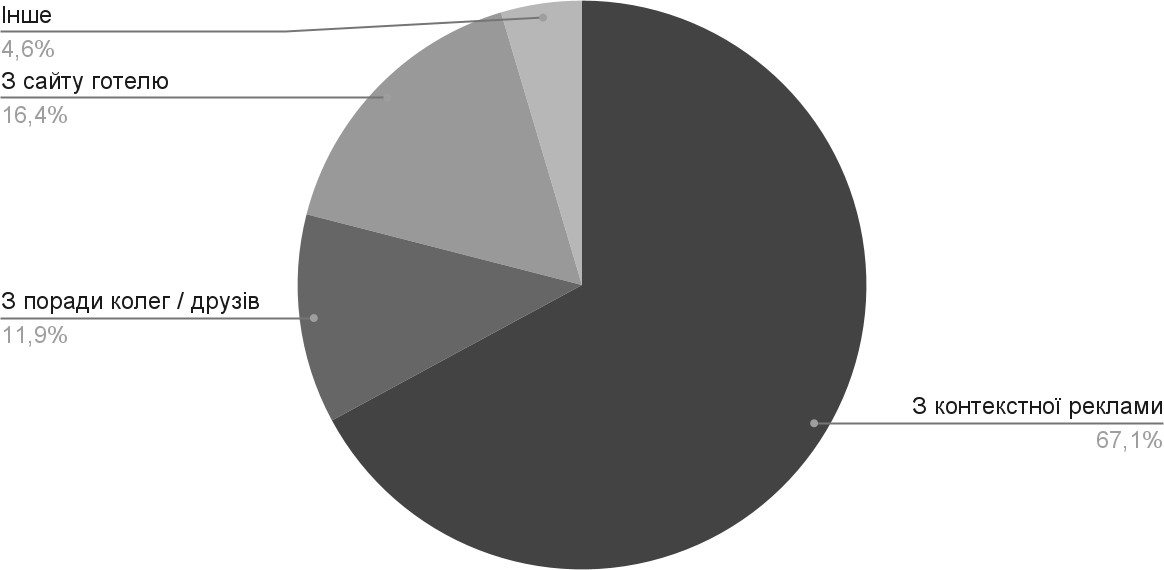 Інше
4,6%
З сайту готелю
16,4%
З поради колег / друзів
11,9%
З контекстної реклами
67,1%